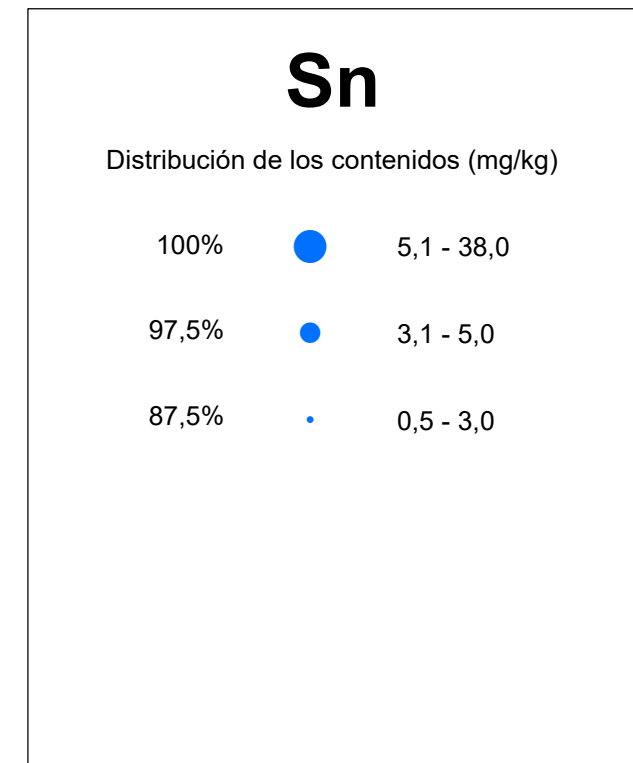 Sn
Distribución de los contenidos (mg/kg)
100% 5,1 - 38,0
97,5% 3,1 - 5,0
87,5% 0,5 - 3,0